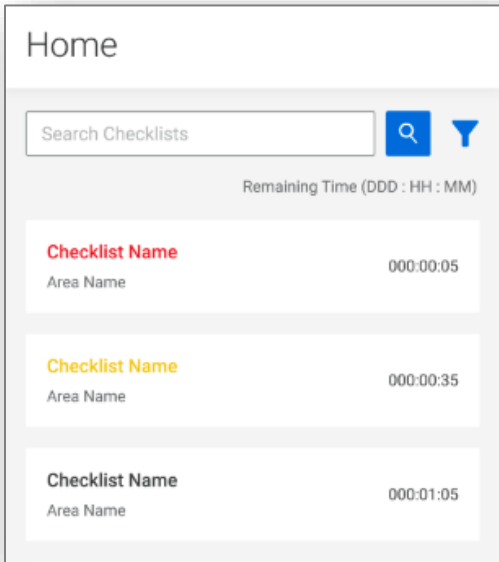 Home
Search Checklists
Remaining Time (DDD : HH : MM)
Checklist Name
Area Name
000:00:05
Checklist Name
Area Name
000:00:35
Checklist Name
Area Name
000:01:05